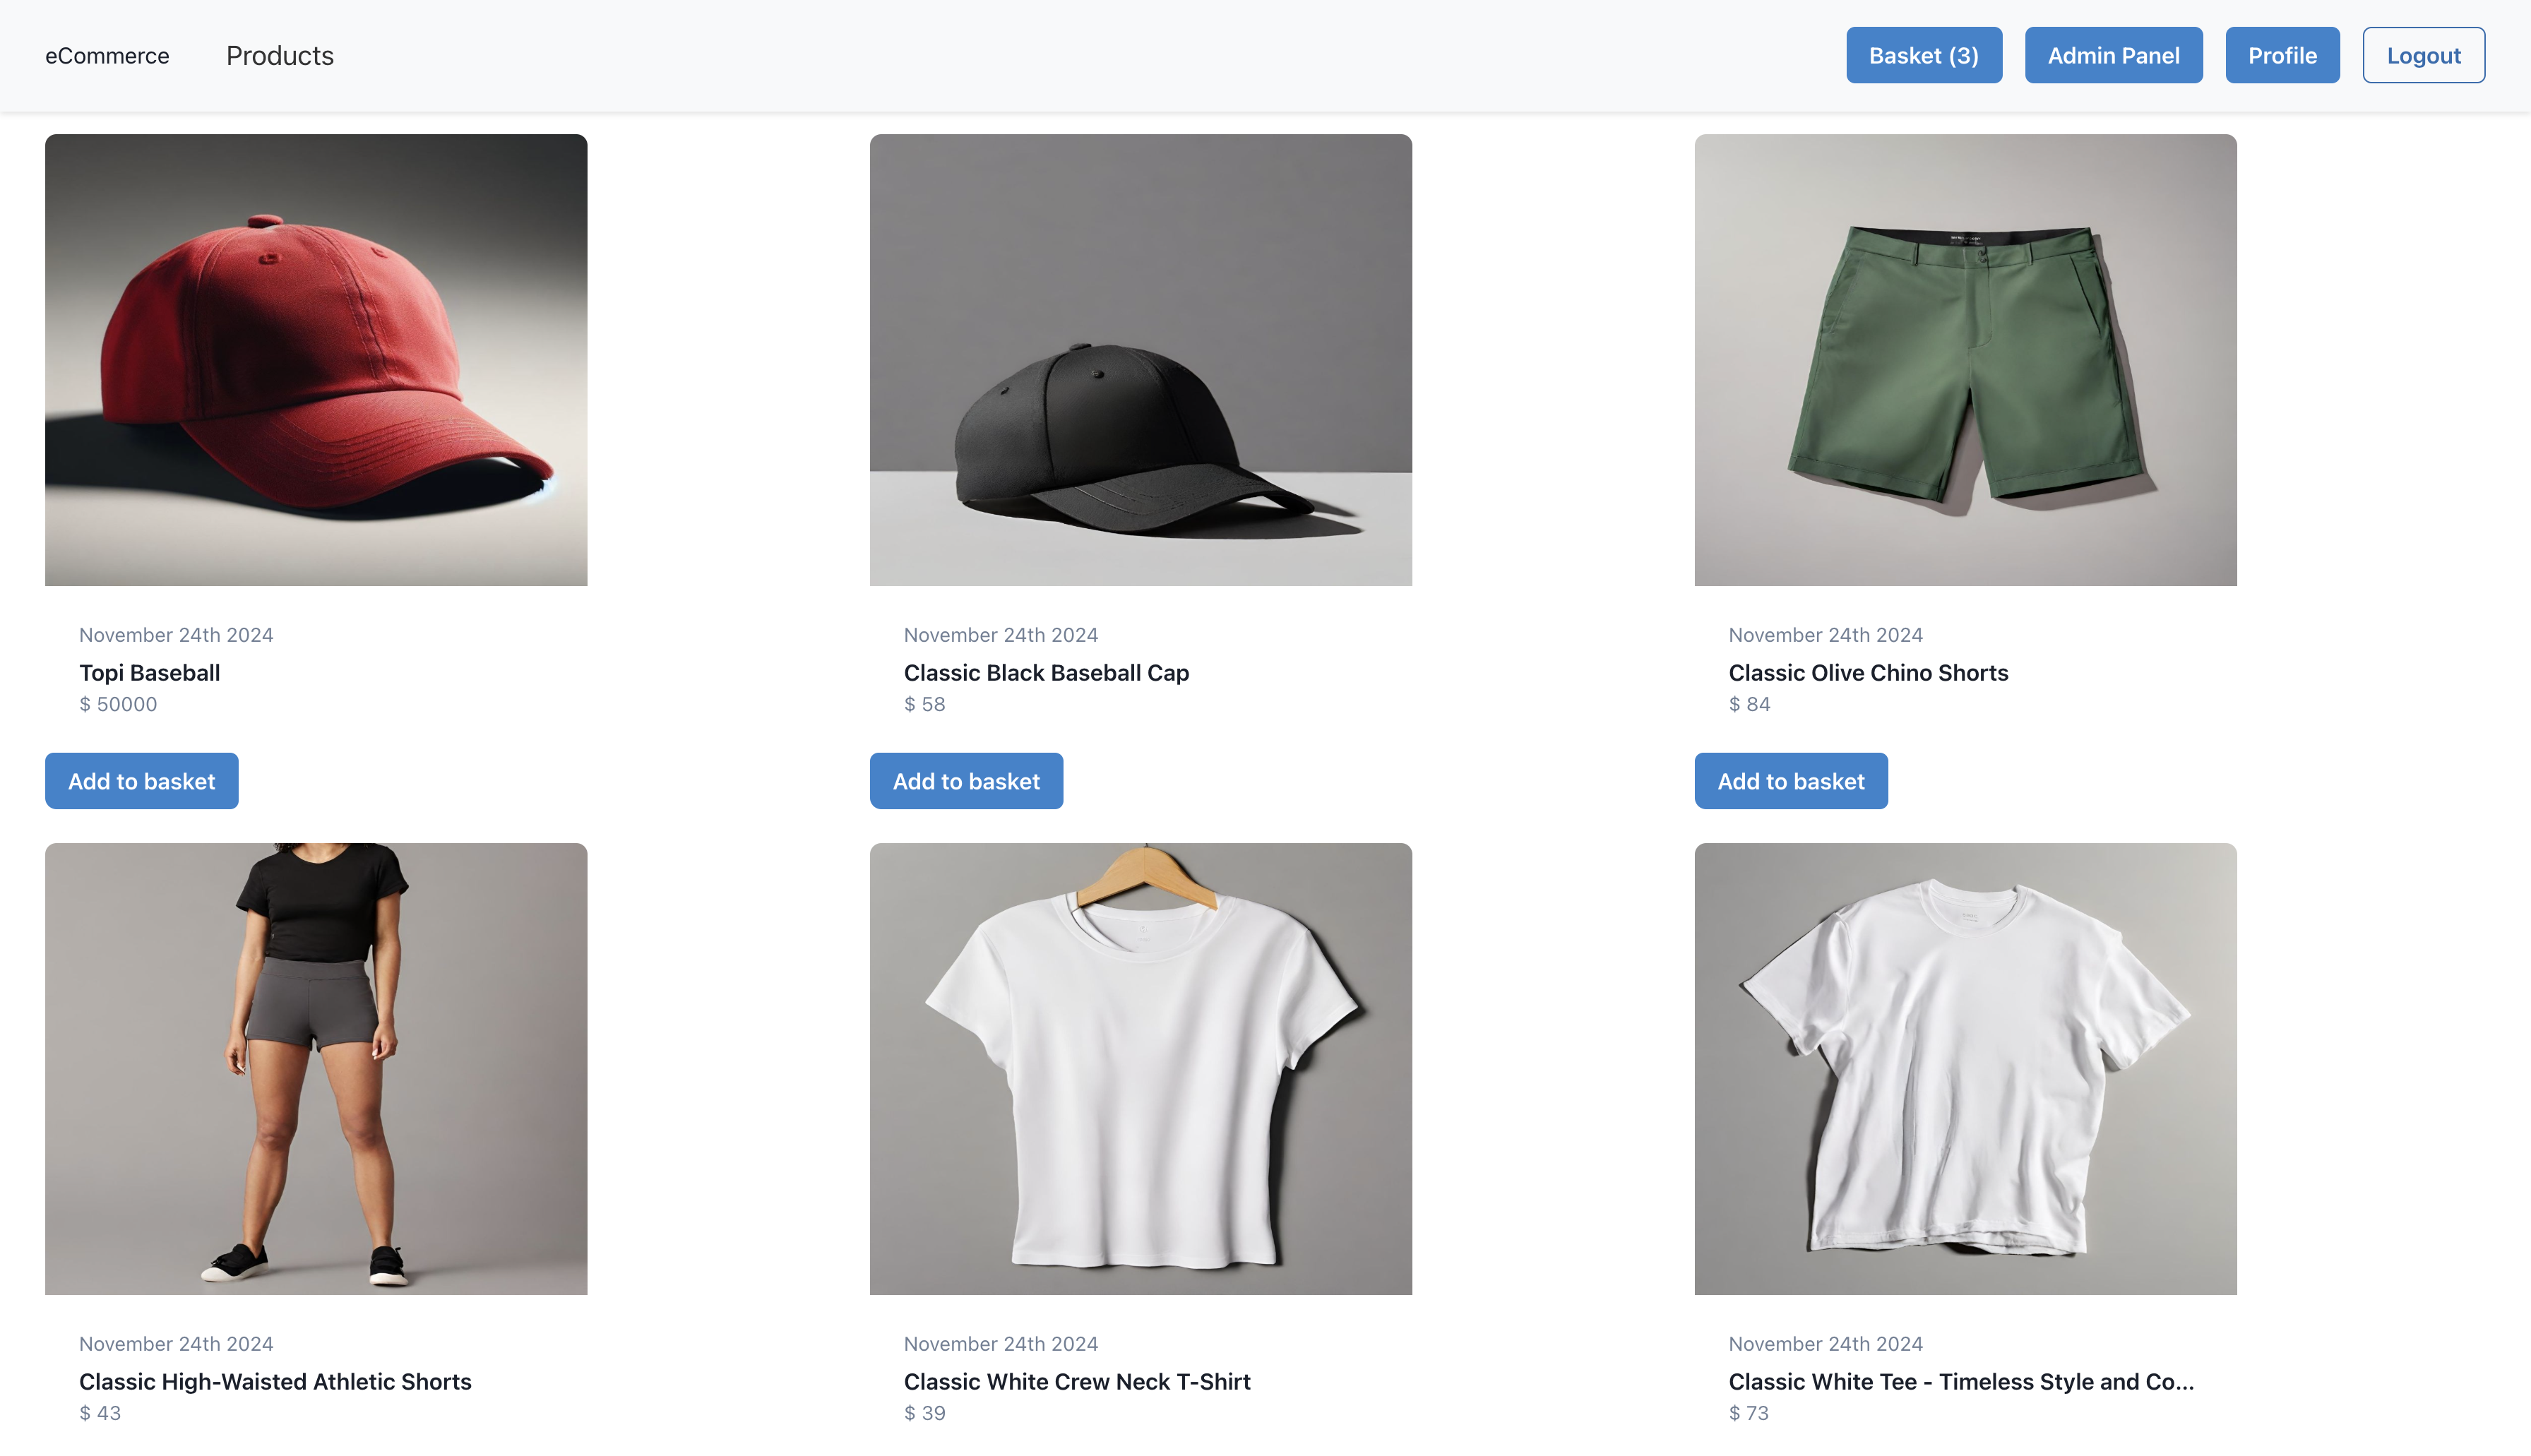 eCommerce
Products
Basket (3)
Admin Panel
Profile
Logout
November 24th 2024
Topi Baseball
$ 50000
Add to basket
November 24th 2024
Classic Black Baseball Cap
$ 58
Add to basket
November 24th 2024
Classic Olive Chino Shorts
$ 84
Add to basket
November 24th 2024
Classic High-Waisted Athletic Shorts
$ 43
November 24th 2024
Classic White Crew Neck T-Shirt
$ 39
November 24th 2024
Classic White Tee - Timeless Style and Co...
$ 73